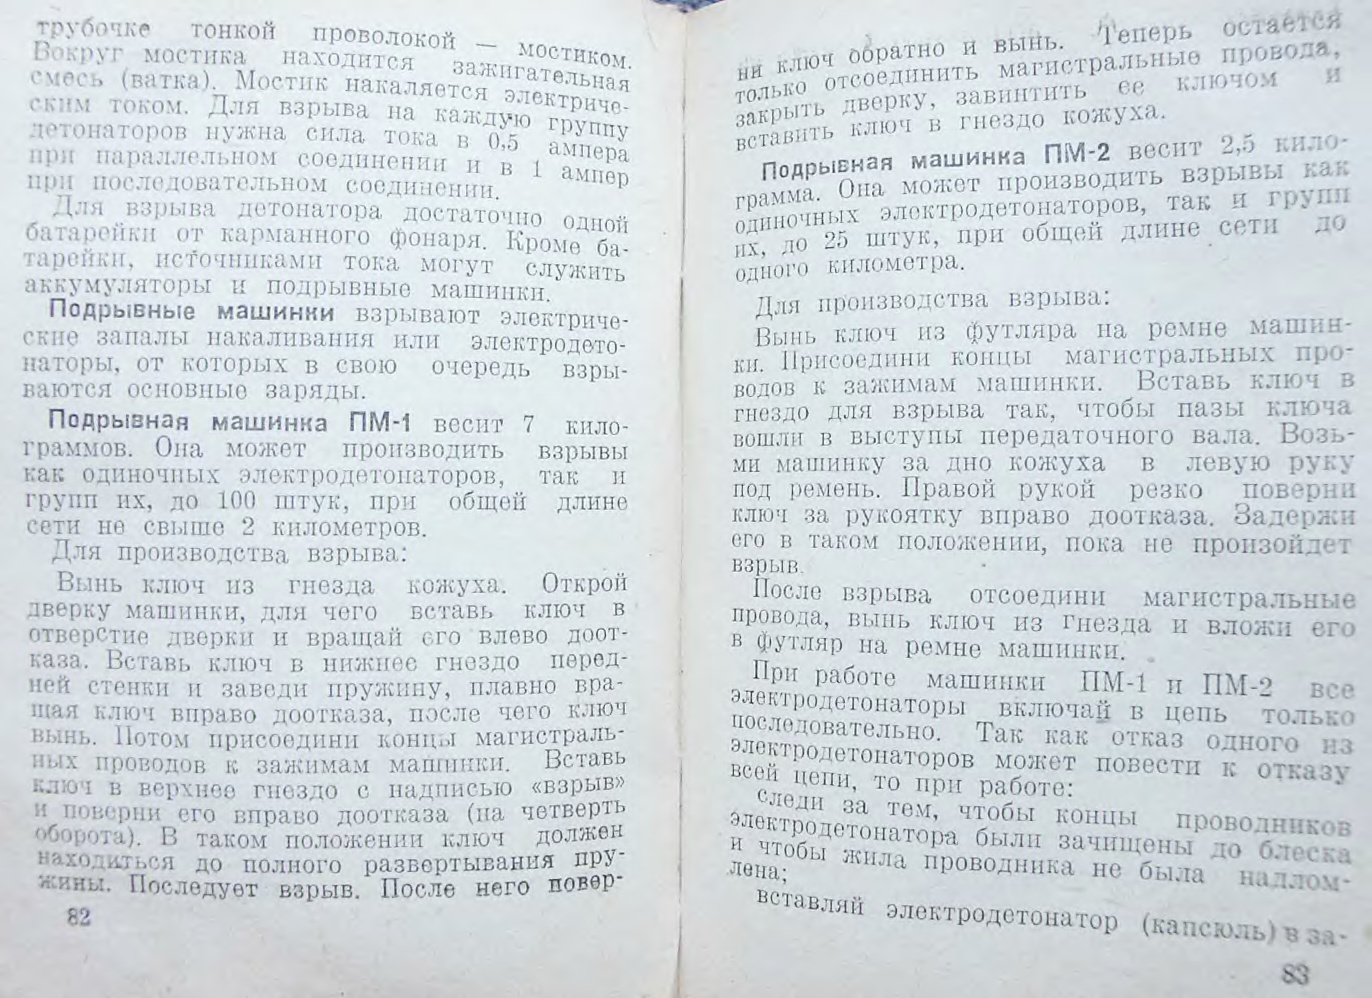 трубочке тонкой проволокой — мостиком.
Вокруг мостика находится зажигательная
смесь (ватка). Мостик накаляется электриче-
ским током. Для взрыва на каждую группу
детонаторов нужна сила тока в 0,5 ампера
при параллельном соединении и в 1 ампер
при последовательном соединении.
Для взрыва детонатора достаточно одной
батарейки от карманного фонаря. Кроме ба-
тарейки, источниками тока могут служить
аккумуляторы и подрывные машинки.
Подрывные машинки взрывают электриче-
ские запалы накаливания или электродето-
наторы, от которых в свою очередь взры-
ваются основные заряды.
Подрывная машинка ПМ-1 весит 7 кило-
граммов. Она может производить взрывы
как одиночных электродетонаторов, так и
групп их, до 100 штук, при общей длине
сети не свыше 2 километров.
Для производства взрыва:
Вынь ключ из гнезда кожуха. Открой
дверку машинки, для чего вставь ключ в
отверстие дверки и вращай его влево доот-
каза. Вставь ключ в нижнее гнездо перед-
ней стенки и заведи пружину, плавно вра-
щая ключ вправо доотказа, после чего ключ
вынь. Потом присоедини концы магистраль-
ных проводов к зажимам машинки. Вставь
ключ в верхнее гнездо с надписью «взрыв»
и поверни его вправо доотказа (на четверть
оборота). В таком положении ключ должен
находиться до полного развертывания пру-
жины. Последует взрыв. После него повер-
82
ни ключ обратно и вынь. Теперь остается
только отсоединить магистральные провода,
закрыть дверку, завинтить ее ключом и
вставить ключ в гнездо кожуха.
Подрывная машинка ПМ-2 весит 2,5 кило-
грамма. Она может производить взрывы как
одиночных электродетонаторов, так и групп
их, до 25 штук, при общей длине сети до
одного километра.
Для производства взрыва:
Вынь ключ из футляра на ремне машин-
ки. Присоедини концы магистральных про-
водов к зажимам машинки. Вставь ключ в
гнездо для взрыва так, чтобы пазы ключа
вошли в выступы передаточного вала. Возь-
ми машинку за дно кожуха в левую руку
под ремень. Правой рукой резко поверни
ключ за рукоятку вправо доотказа. Задержи
его в таком положении, пока не произойдет
взрыв.
После взрыва отсоедини магистральные
провода, вынь ключ из гнезда и вложи его
в футляр на ремне машинки.
При работе машинки ПМ-1 и ПМ-2 все
электродетонаторы включай в цепь только
последовательно. Так как отказ одного из
электродетонаторов может повести к отказу
всей цепи, то при работе:
следи за тем, чтобы концы проводников
электродетонатора были зачищены до блеска
и чтобы жила проводника не была надлом-
лена;
вставляй электродетонатор (капсюль) в за-
83